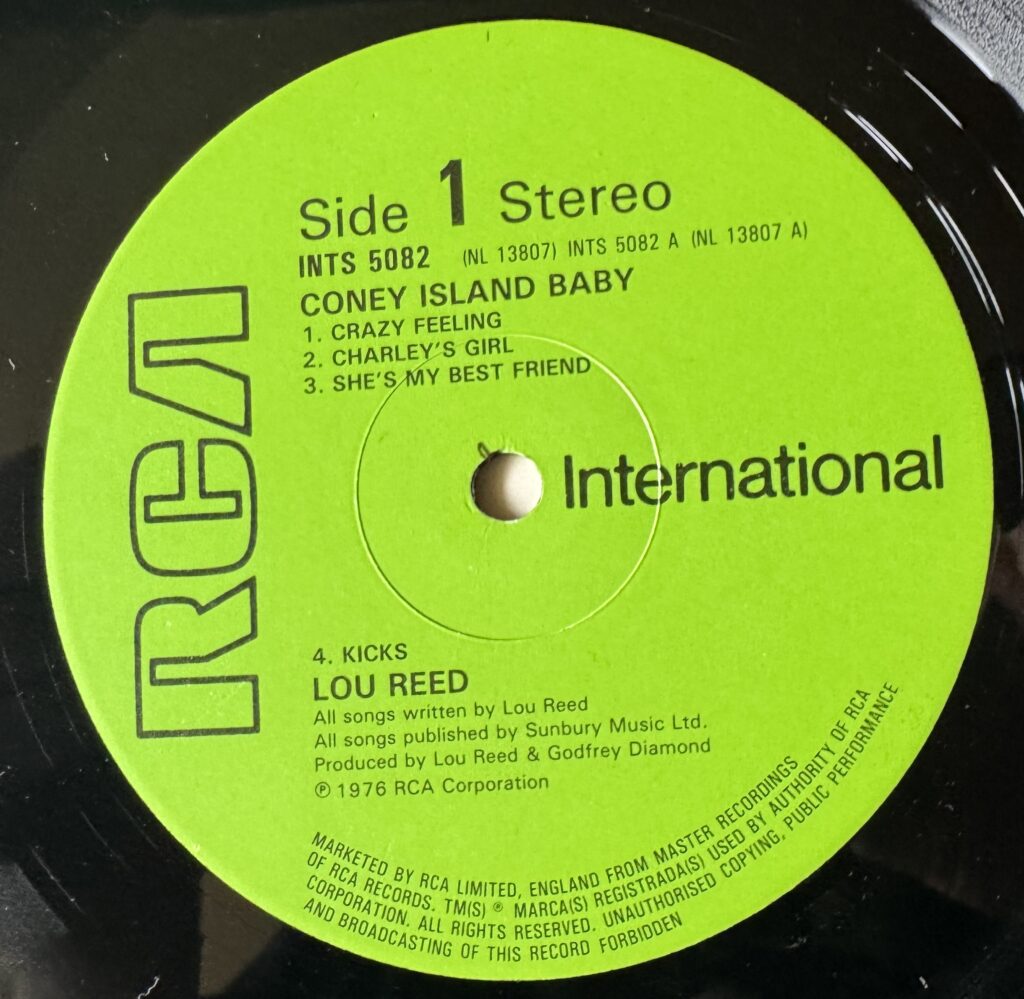 Side 1 Stereo
INTS 5082 (NL 13807) INTS 5082 A (NL 13807 A)
CONEY ISLAND BABY
1. CRAZY FEELING
2. CHARLEY'S GIRL
3. SHE'S MY BEST FRIEND
RCA
International
4. KICKS
LOU REED
All songs written by Lou Reed
All songs published by Sunbury Music Ltd.
Produced by Lou Reed & Godfrey Diamond
℗ 1976 RCA Corporation
MARKETED BY RCA LIMITED, ENGLAND FROM MASTER RECORDINGS
OF RCA RECORDS. TM(S) ® MARCA(S) REGISTRADA(S) USED BY AUTHORITY OF RCA
CORPORATION. ALL RIGHTS RESERVED. UNAUTHORISED COPYING, PUBLIC PERFORMANCE
AND BROADCASTING OF THIS RECORD FORBIDDEN